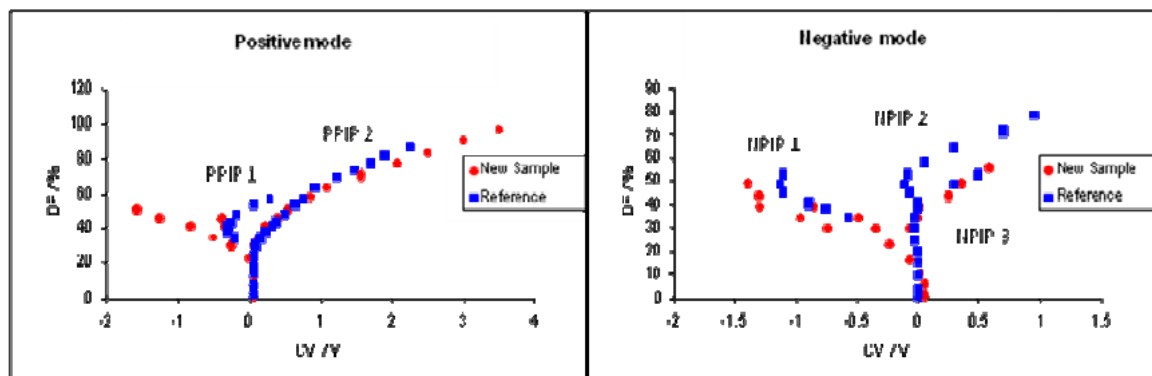 Positive mode
120
100
80
60
40
20
0
-2
-1
0
1
2
3
4
DF /%
CV /V
PPIP 1
PPIP 2
New Sample
Reference
Negative mode
90
80
70
60
50
40
30
20
10
0
-2
-1.5
-1
-0.5
0
0.5
1
1.5
DF /%
CV /V
NPIP 1
NPIP 2
NPIP 3
New Sample
Reference